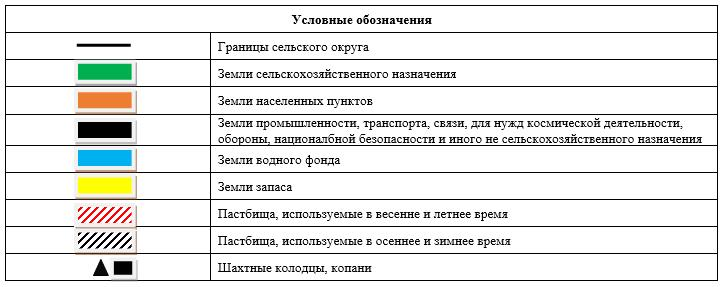 Условные обозначения
Границы сельского округа
Земли сельскохозяйственного назначения
Земли населенных пунктов
Земли промышленности, транспорта, связи, для нужд космической деятельности,
обороны, националбной безопасности и иного не сельскохозяйственного назначения
Земли водного фонда
Земли запаса
Пастбища, используемые в весенне и летнее время
Пастбища, используемые в осеннее и зимнее время
Шахтные колодцы, копани